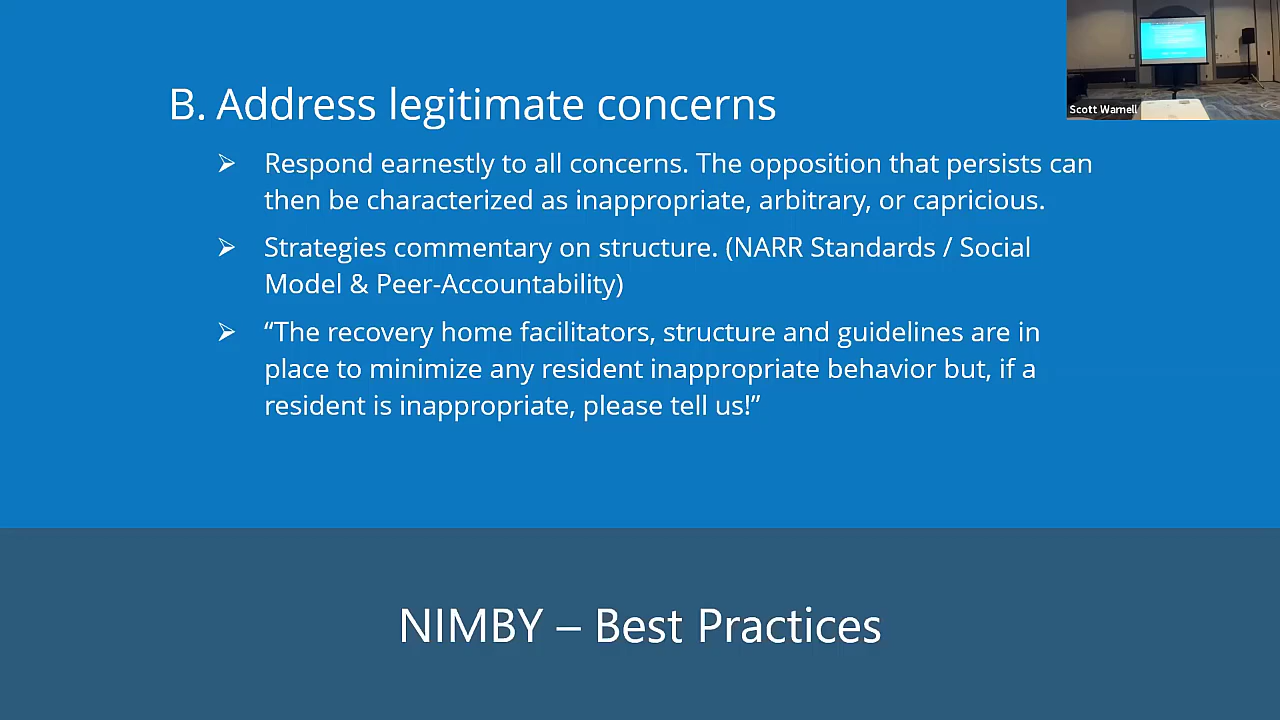 B. Address legitimate concerns
Scott Warnell
➢ Respond earnestly to all concerns. The opposition that persists can
then be characterized as inappropriate, arbitrary, or capricious.
➢ Strategies commentary on structure. (NARR Standards / Social
Model & Peer-Accountability)
➢ “The recovery home facilitators, structure and guidelines are in
place to minimize any resident inappropriate behavior but, if a
resident is inappropriate, please tell us!”
NIMBY – Best Practices